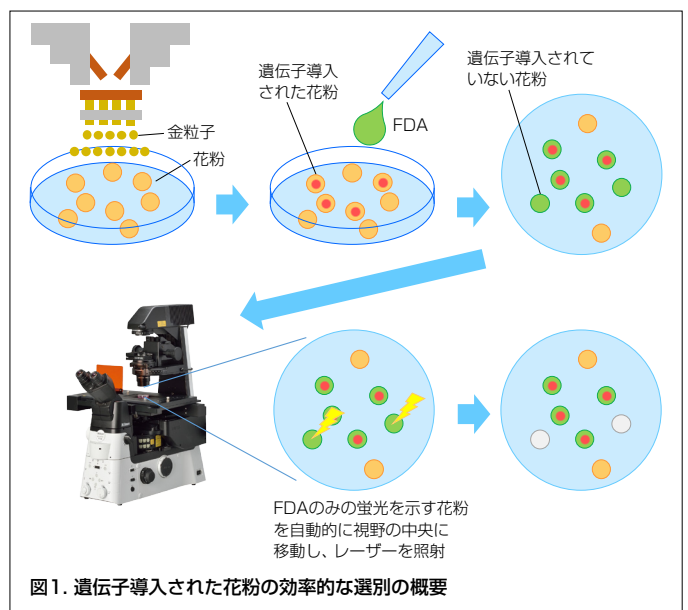 金粒子
花粉
遺伝子導入
された花粉
FDA
遺伝子導入されて
いない花粉
FDAのみの蛍光を示す花粉
を自動的に視野の中央に
移動し、レーザーを照射
図1. 遺伝子導入された花粉の効率的な選別の概要